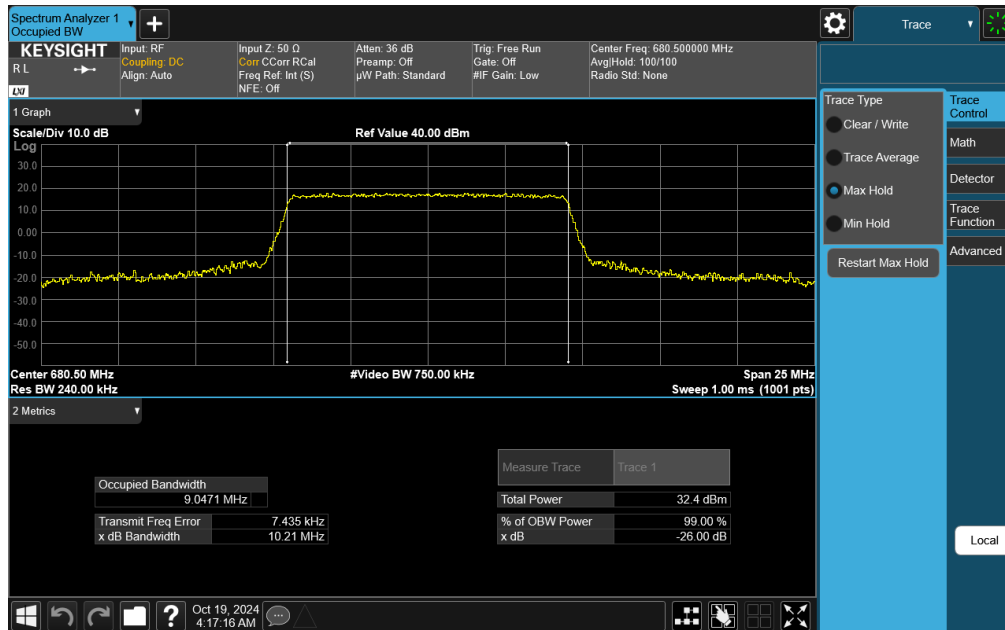 Spectrum Analyzer 1
Occupied BW
+
Trace
KEYSIGHT
R L
LXI
Input: RF
Coupling: DC
Align: Auto
Input Z: 50 Ω
Corr CCorr RCal
Freq Ref: Int (S)
NFE: Off
Atten: 36 dB
Preamp: Off
µW Path: Standard
Trig: Free Run
Gate: Off
#IF Gain: Low
Center Freq: 680.500000 MHz
Avg|Hold: 100/100
Radio Std: None
1 Graph
Scale/Div 10.0 dB
Ref Value 40.00 dBm
Log
30.0
20.0
10.0
0.00
-10.0
-20.0
-30.0
-40.0
-50.0
Center 680.50 MHz
#Video BW 750.00 kHz
Span 25 MHz
Res BW 240.00 kHz
Sweep 1.00 ms (1001 pts)
2 Metrics
Measure Trace
Trace 1
Occupied Bandwidth
9.0471 MHz
Total Power
32.4 dBm
Transmit Freq Error
7.435 kHz
% of OBW Power
99.00 %
x dB Bandwidth
10.21 MHz
x dB
-26.00 dB
Trace Type
Clear / Write
Trace Average
Max Hold
Min Hold
Restart Max Hold
Trace
Control
Math
Detector
Trace
Function
Advanced
Local
?
Oct 19, 2024
4:17:16 AM